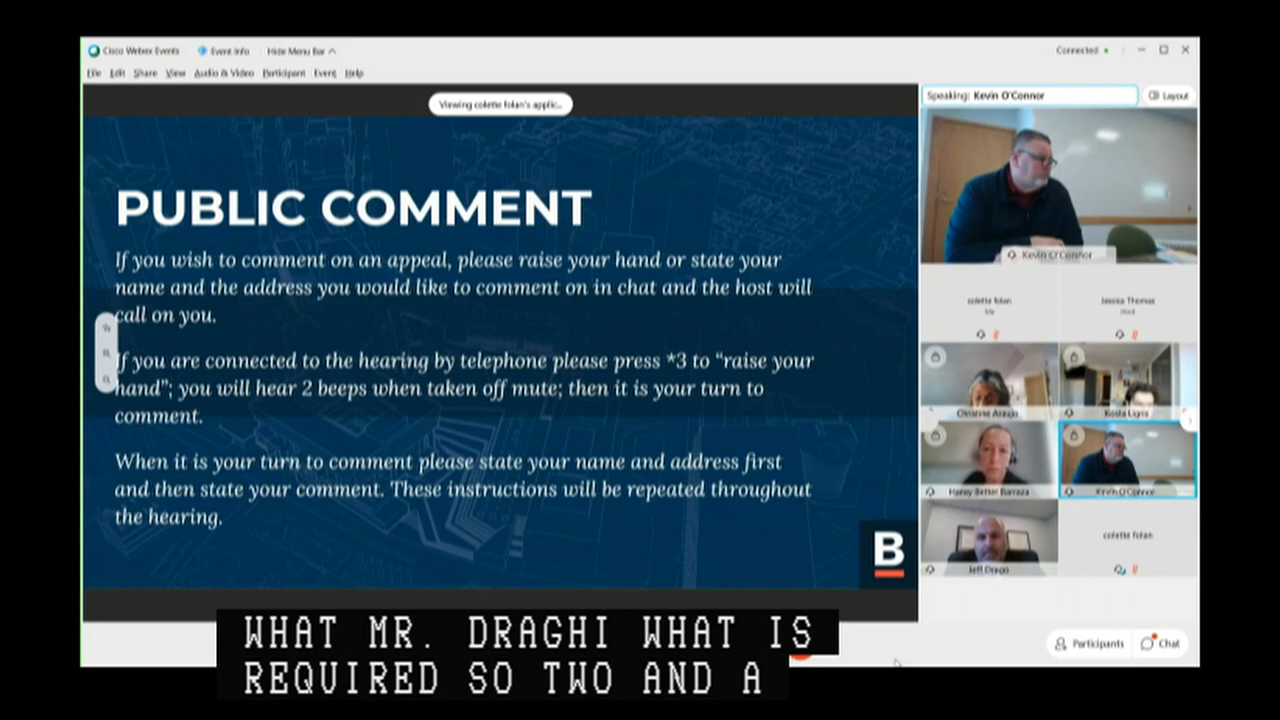 Cisco Webex Events
Event Info
Hide Menu Bar
Connected
File Edit Share View Audio & Video Participant Event Help
Viewing colette folan's applic...
Speaking: Kevin O'Connor
Layout
PUBLIC COMMENT
If you wish to comment on an appeal, please raise your hand or state your
name and the address you would like to comment on in chat and the host will
call on you.
If you are connected to the hearing by telephone please press *3 to “raise your
hand”; you will hear 2 beeps when taken off mute; then it is your turn to
comment.
When it is your turn to comment please state your name and address first
and then state your comment. These instructions will be repeated throughout
the hearing.
B
Kevin O'Connor
colette folan
Me
Jessica Thomas
Host
Christine Araujo
Kosta Ligris
Hansy Better Barraza
Kevin O'Connor
Jeff Drago
colette folan
Participants
Chat
WHAT MR. DRAGHI WHAT IS
REQUIRED SO TWO AND A